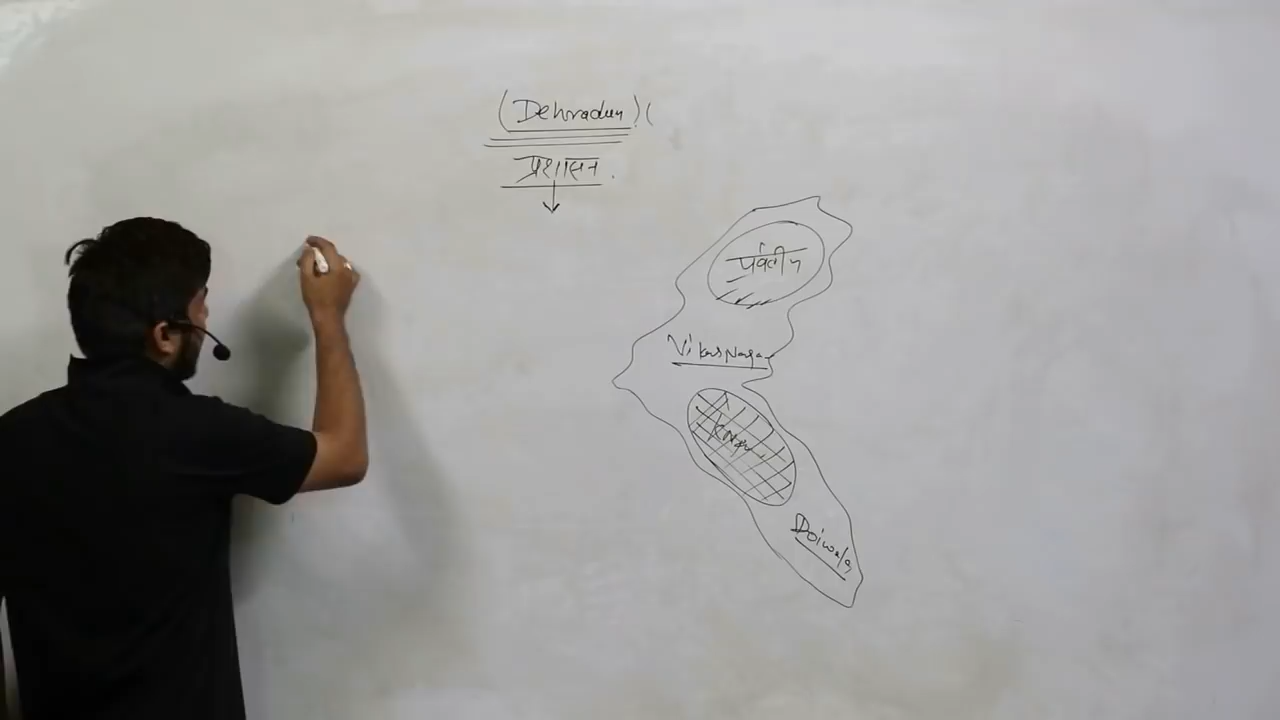 (Dehradun) (
प्रशासन .
पर्वतीय
VikasNagar
Doiwala